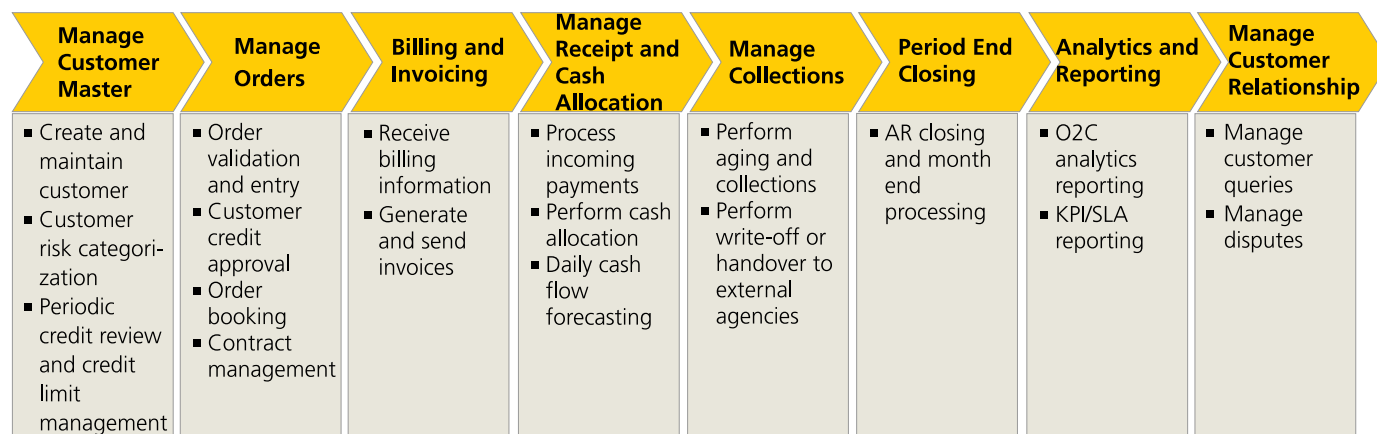 Manage
Customer
Master
Manage
Orders
Billing and
Invoicing
Manage
Receipt and
Cash
Allocation
Manage
Collections
Period End
Closing
Analytics and
Reporting
Manage
Customer
Relationship
▪ Create and
maintain
customer
▪ Customer
risk categori-
zation
▪ Periodic
credit review
and credit
limit
management
▪ Order
validation
and entry
▪ Customer
credit
approval
▪ Order
booking
▪ Contract
management
▪ Receive
billing
information
▪ Generate
and send
invoices
▪ Process
incoming
payments
▪ Perform cash
allocation
▪ Daily cash
flow
forecasting
▪ Perform
aging and
collections
▪ Perform
write-off or
handover to
external
agencies
▪ AR closing
and month
end
processing
▪ O2C
analytics
reporting
▪ KPI/SLA
reporting
▪ Manage
customer
queries
▪ Manage
disputes